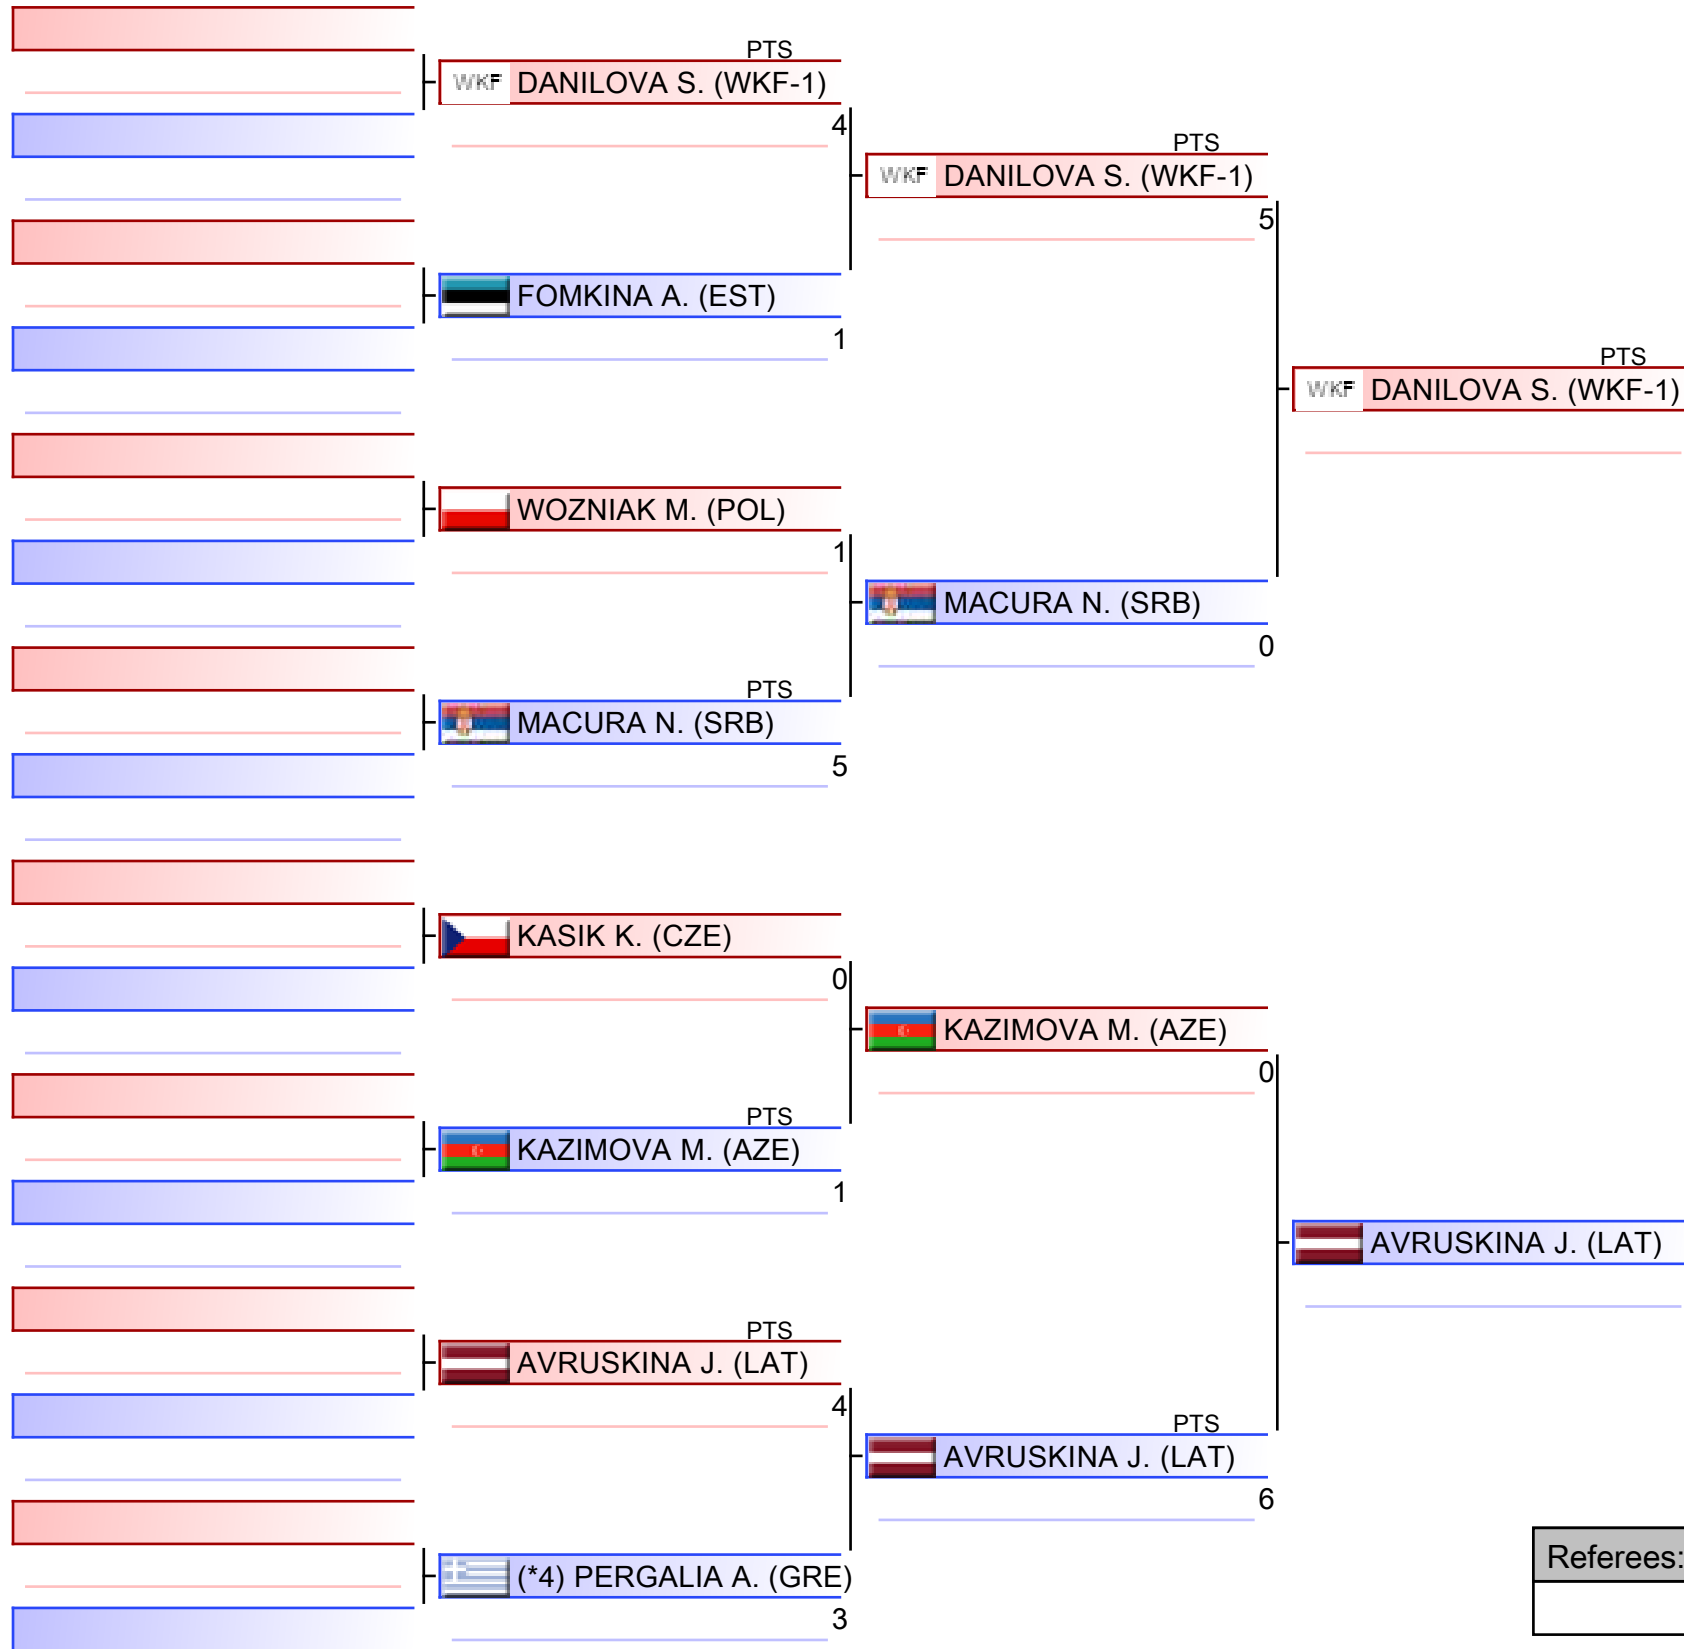 PTS
WKF DANILOVA S. (WKF-1)
4
PTS
WKF DANILOVA S. (WKF-1)
5
FOMKINA A. (EST)
1
PTS
WKF DANILOVA S. (WKF-1)
WOZNIAK M. (POL)
1
MACURA N. (SRB)
0
PTS
MACURA N. (SRB)
5
KASIK K. (CZE)
0
KAZIMOVA M. (AZE)
0
PTS
KAZIMOVA M. (AZE)
1
AVRUSKINA J. (LAT)
PTS
AVRUSKINA J. (LAT)
4
PTS
AVRUSKINA J. (LAT)
6
Referees:
(*4) PERGALIA A. (GRE)
3